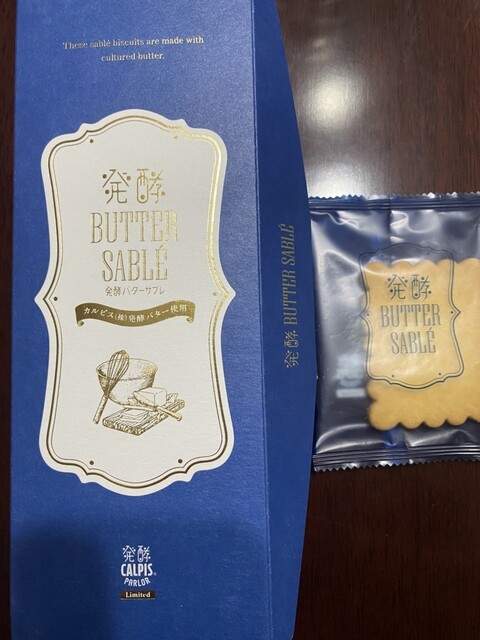 These sablé biscuits are made with
cultured butter.
発酵
BUTTER
SABLÉ
発酵バターサブレ
カルピス(株)発酵バター使用
発酵
CALPIS®
PARLOR
Limited
発酵 BUTTER SABLÉ
発酵
BUTTER
SABLÉ